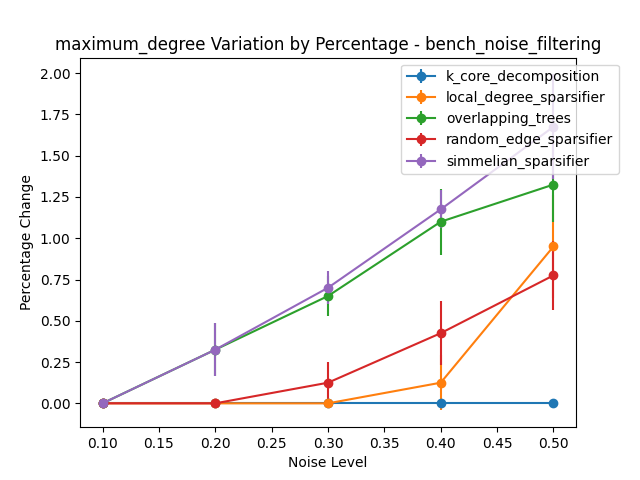 maximum_degree Variation by Percentage - bench_noise_filtering
k_core_decomposition
local_degree_sparsifier
overlapping_trees
random_edge_sparsifier
simmelian_sparsifier
Percentage Change
2.00
1.75
1.50
1.25
1.00
0.75
0.50
0.25
0.00
0.10 0.15 0.20 0.25 0.30 0.35 0.40 0.45 0.50
Noise Level